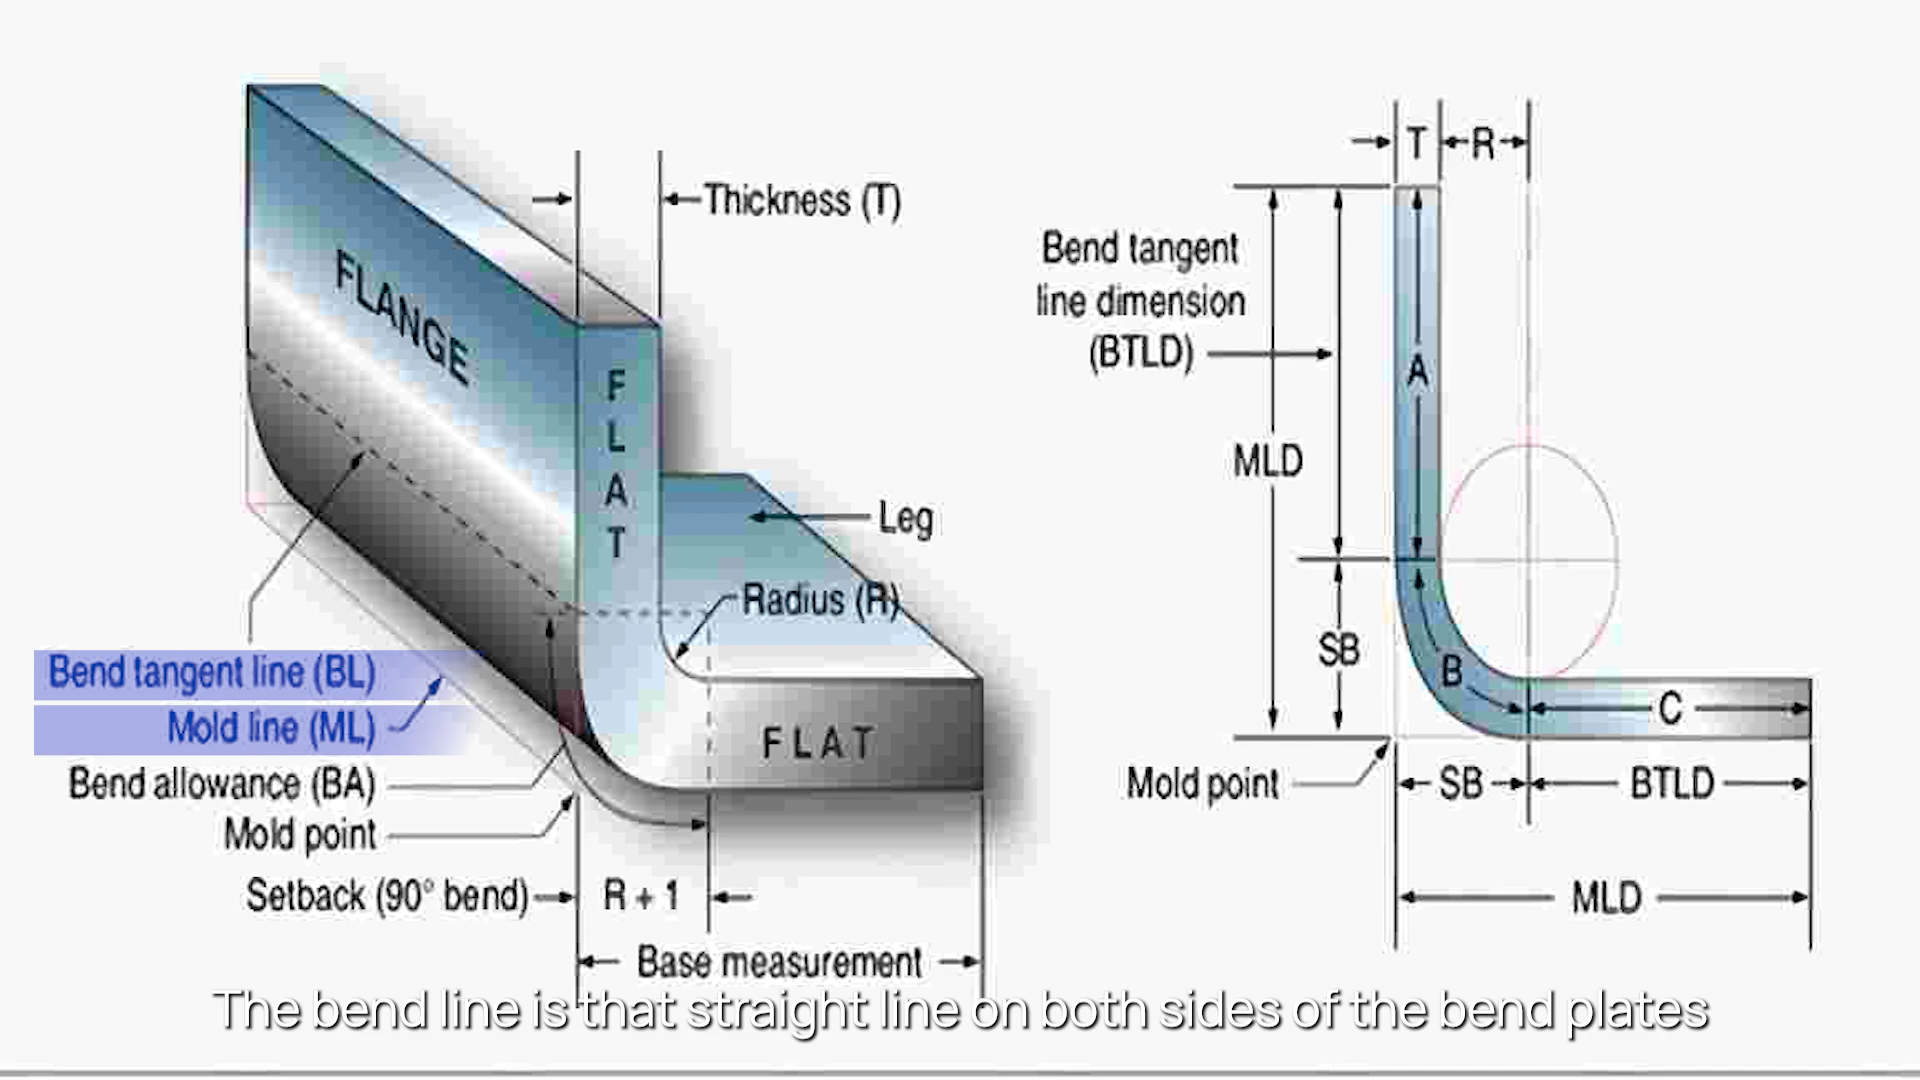 Thickness (T)
FLANGE
FLAT
Leg
Radius (R)
Bend tangent line (BL)
Mold line (ML)
Bend allowance (BA)
Mold point
Setback (90° bend)
R + 1
FLAT
Base measurement
T
R
Bend tangent
line dimension
(BTLD)
A
MLD
SB
B
C
Mold point
SB
BTLD
MLD
The bend line is that straight line on both sides of the bend plates